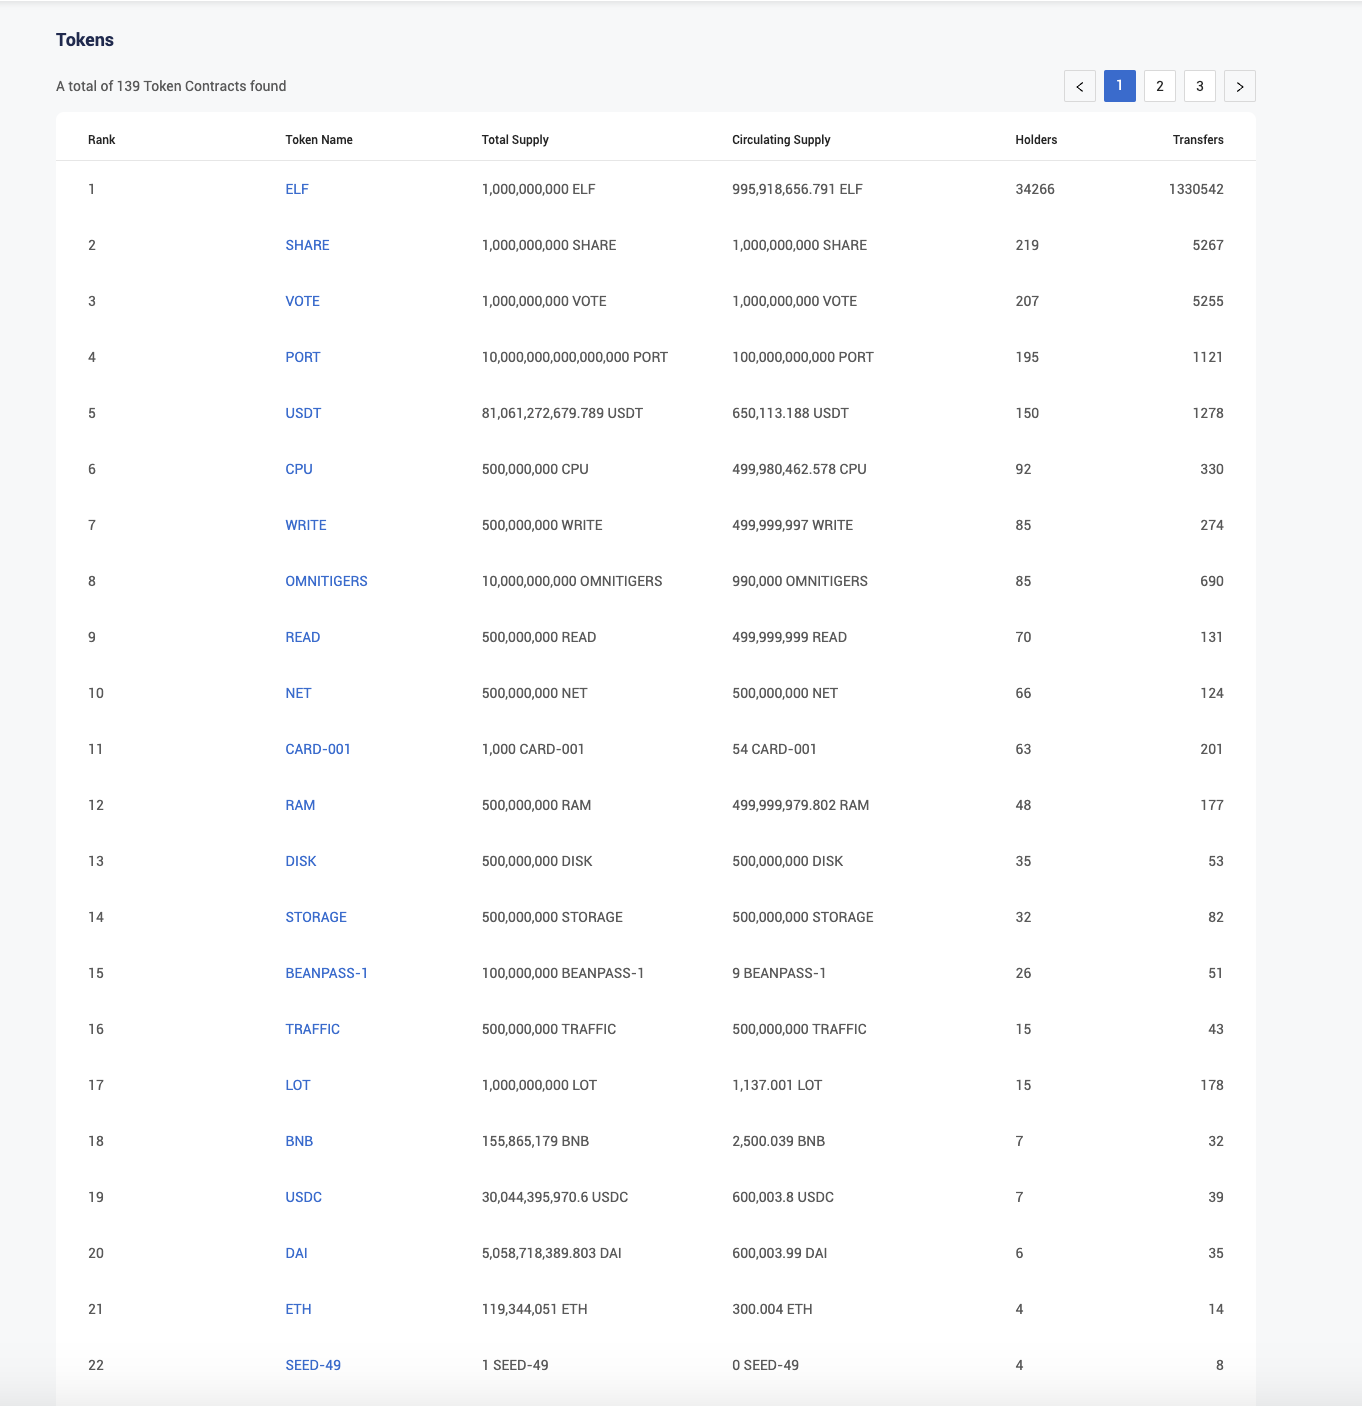 Tokens
A total of 139 Token Contracts found
< 1 2 3 >
Rank Token Name Total Supply Circulating Supply Holders Transfers
1 ELF 1,000,000,000 ELF 995,918,656.791 ELF 34266 1330542
2 SHARE 1,000,000,000 SHARE 1,000,000,000 SHARE 219 5267
3 VOTE 1,000,000,000 VOTE 1,000,000,000 VOTE 207 5255
4 PORT 10,000,000,000,000,000 PORT 100,000,000,000 PORT 195 1121
5 USDT 81,061,272,679.789 USDT 650,113.188 USDT 150 1278
6 CPU 500,000,000 CPU 499,980,462.578 CPU 92 330
7 WRITE 500,000,000 WRITE 499,999,997 WRITE 85 274
8 OMNITIGERS 10,000,000,000 OMNITIGERS 990,000 OMNITIGERS 85 690
9 READ 500,000,000 READ 499,999,999 READ 70 131
10 NET 500,000,000 NET 500,000,000 NET 66 124
11 CARD-001 1,000 CARD-001 54 CARD-001 63 201
12 RAM 500,000,000 RAM 499,999,979.802 RAM 48 177
13 DISK 500,000,000 DISK 500,000,000 DISK 35 53
14 STORAGE 500,000,000 STORAGE 500,000,000 STORAGE 32 82
15 BEANPASS-1 100,000,000 BEANPASS-1 9 BEANPASS-1 26 51
16 TRAFFIC 500,000,000 TRAFFIC 500,000,000 TRAFFIC 15 43
17 LOT 1,000,000,000 LOT 1,137.001 LOT 15 178
18 BNB 155,865,179 BNB 2,500.039 BNB 7 32
19 USDC 30,044,395,970.6 USDC 600,003.8 USDC 7 39
20 DAI 5,058,718,389.803 DAI 600,003.99 DAI 6 35
21 ETH 119,344,051 ETH 300.004 ETH 4 14
22 SEED-49 1 SEED-49 0 SEED-49 4 8